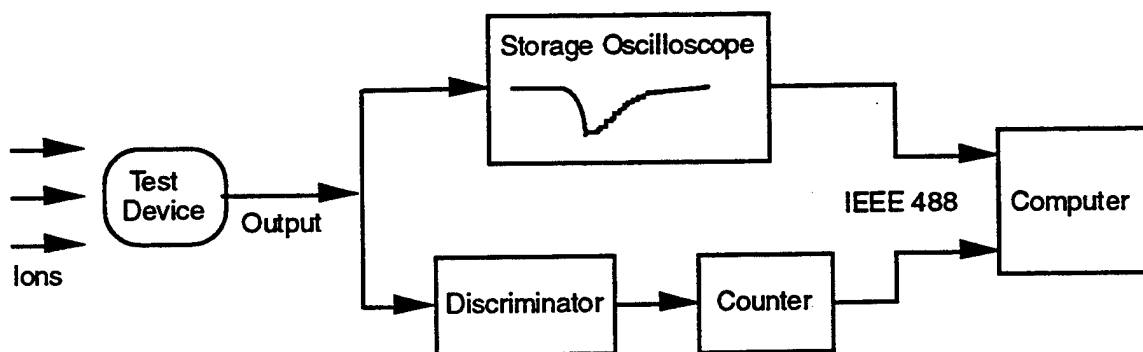 Storage Oscilloscope
Test
Device
Output
Ions
IEEE 488
Computer
Discriminator
Counter